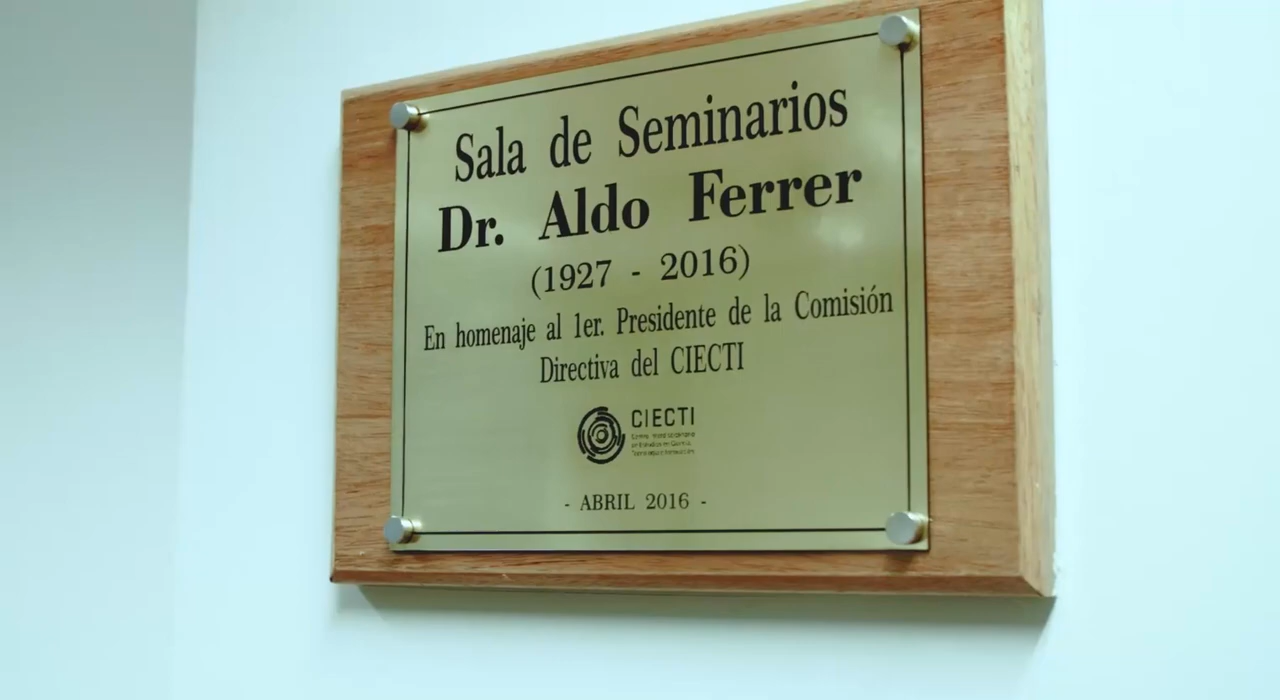 Sala de Seminarios
Dr. Aldo Ferrer
(1927 - 2016)
En homenaje al 1er. Presidente de la Comisión
Directiva del CIECTI
CIECTI
- ABRIL 2016 -